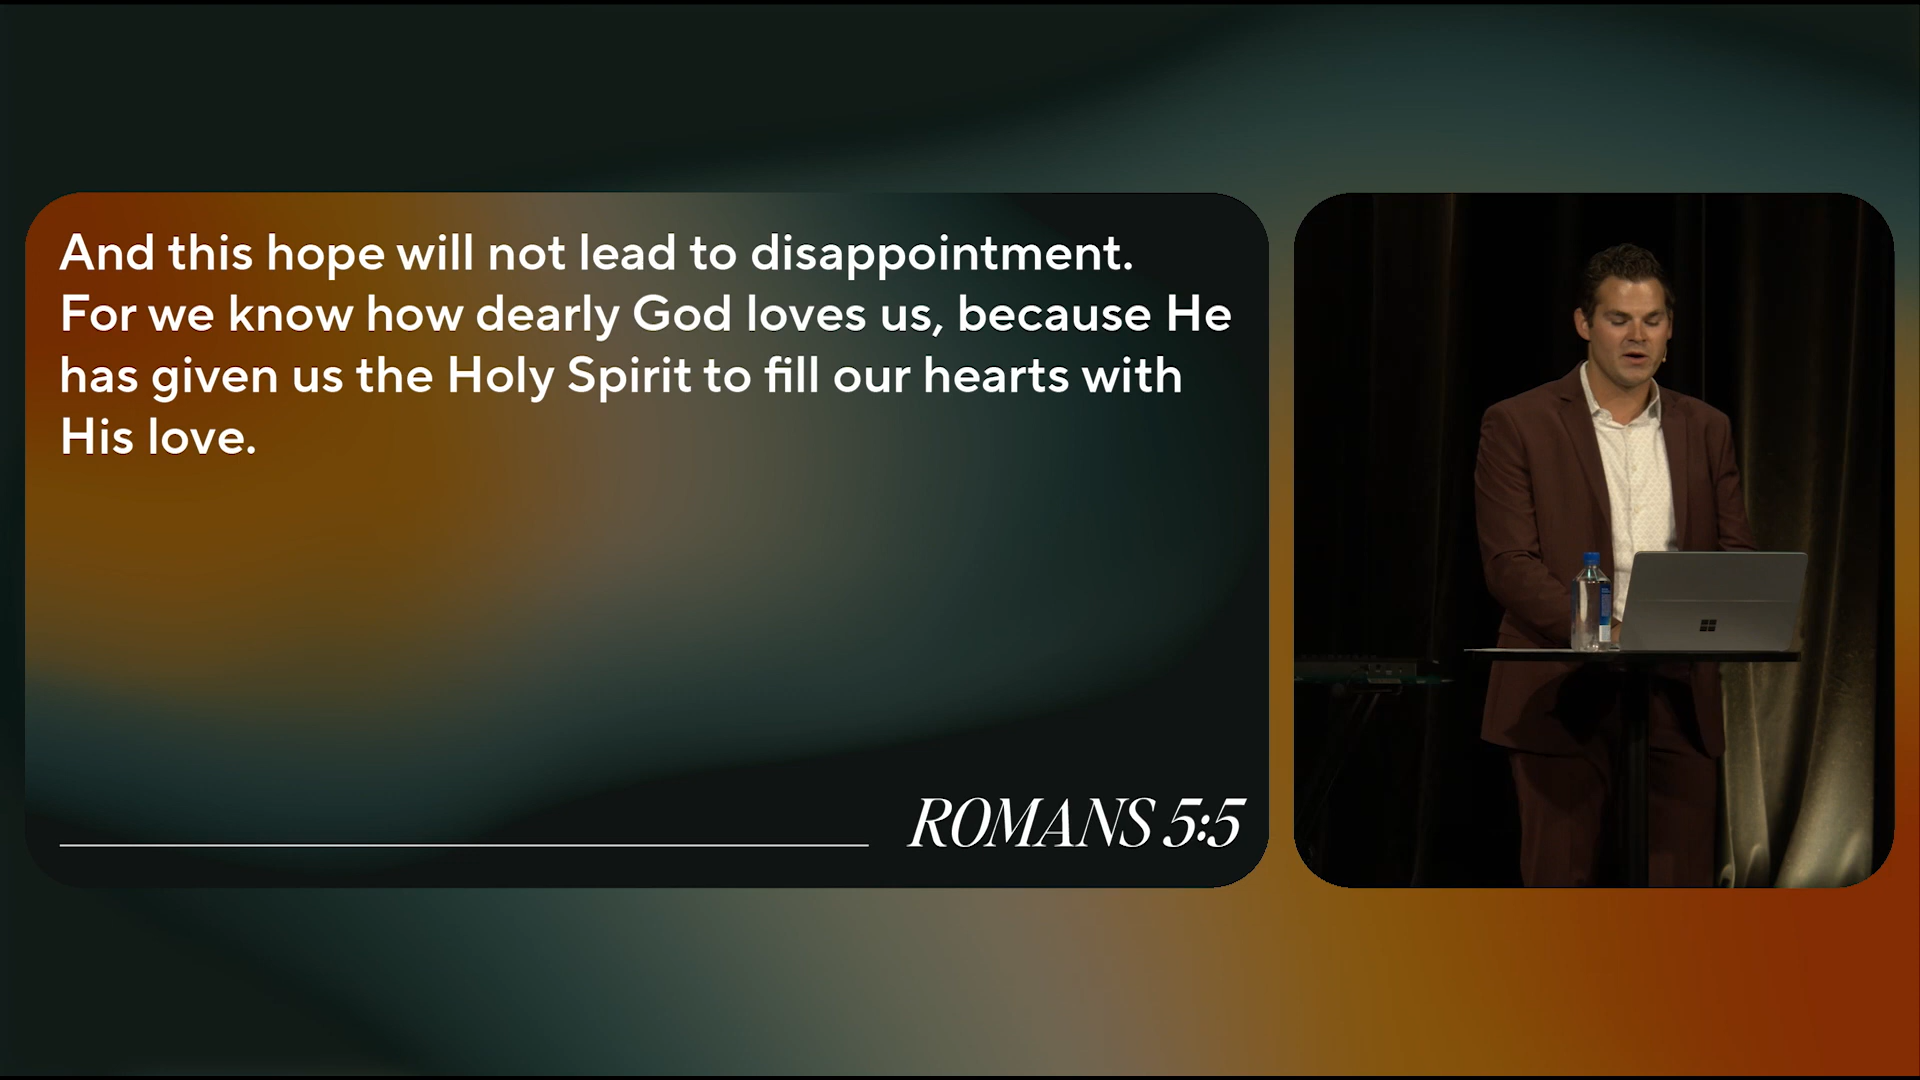 And this hope will not lead to disappointment.
For we know how dearly God loves us, because He
has given us the Holy Spirit to fill our hearts with
His love.
ROMANS 5:5